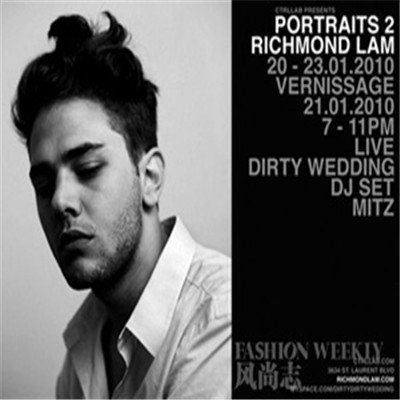 CTRLLAB PRESENTS
PORTRAITS 2
RICHMOND LAM
20 - 23.01.2010
VERNISSAGE
21.01.2010
7 - 11PM
LIVE
DIRTY WEDDING
DJ SET
MITZ
FASHION WEEKLY
风尚志
CTRLLAB.COM
3634 ST. LAURENT BLVD
RICHMONDLAM.COM
MYSPACE.COM/DIRTYDIRTYWEDDING